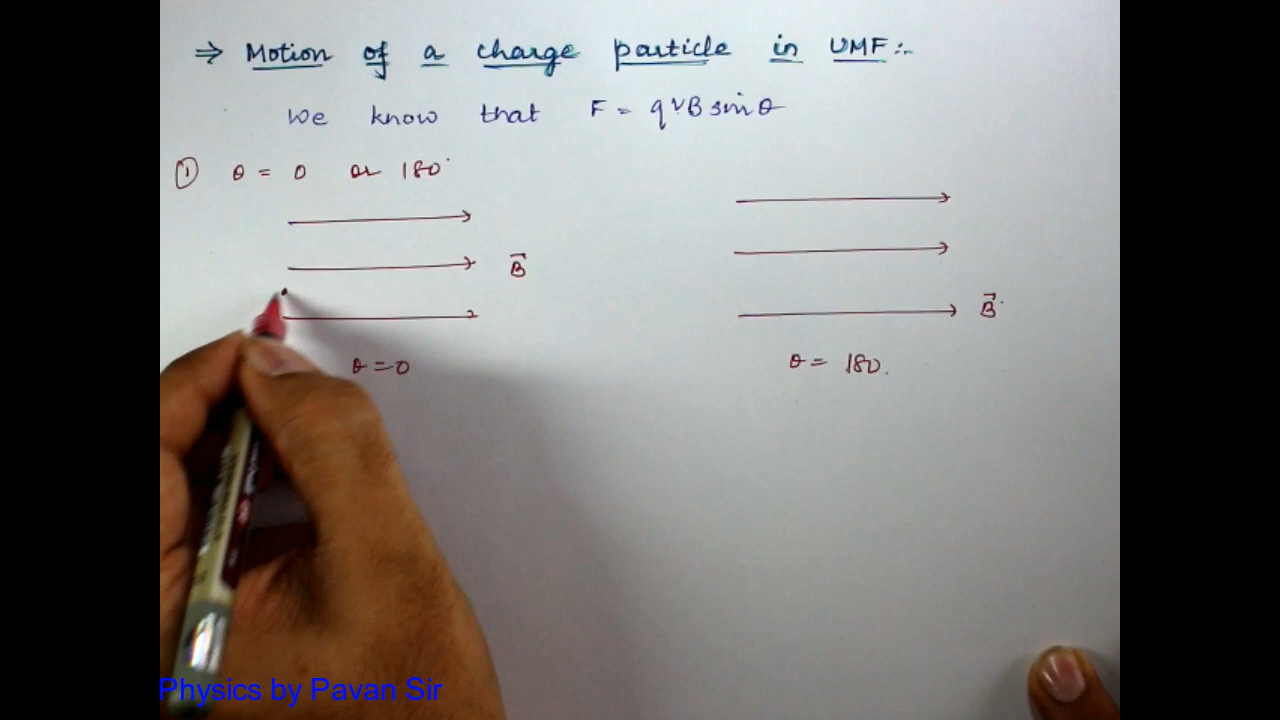 ⇒ Motion of a charge particle in UMF:-
We know that F = qvB sinθ
① θ = 0 or 180°
B⃗
B⃗
θ = 0
θ = 180.
Physics by Pavan Sir